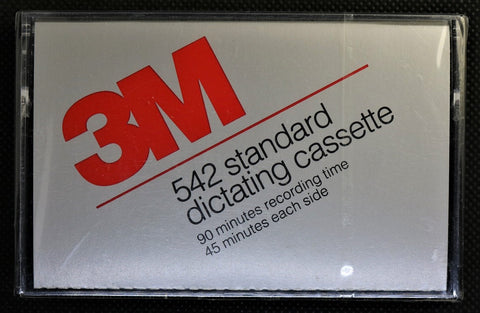 3M
542 standard
dictating cassette
90 minutes recording time
45 minutes each side